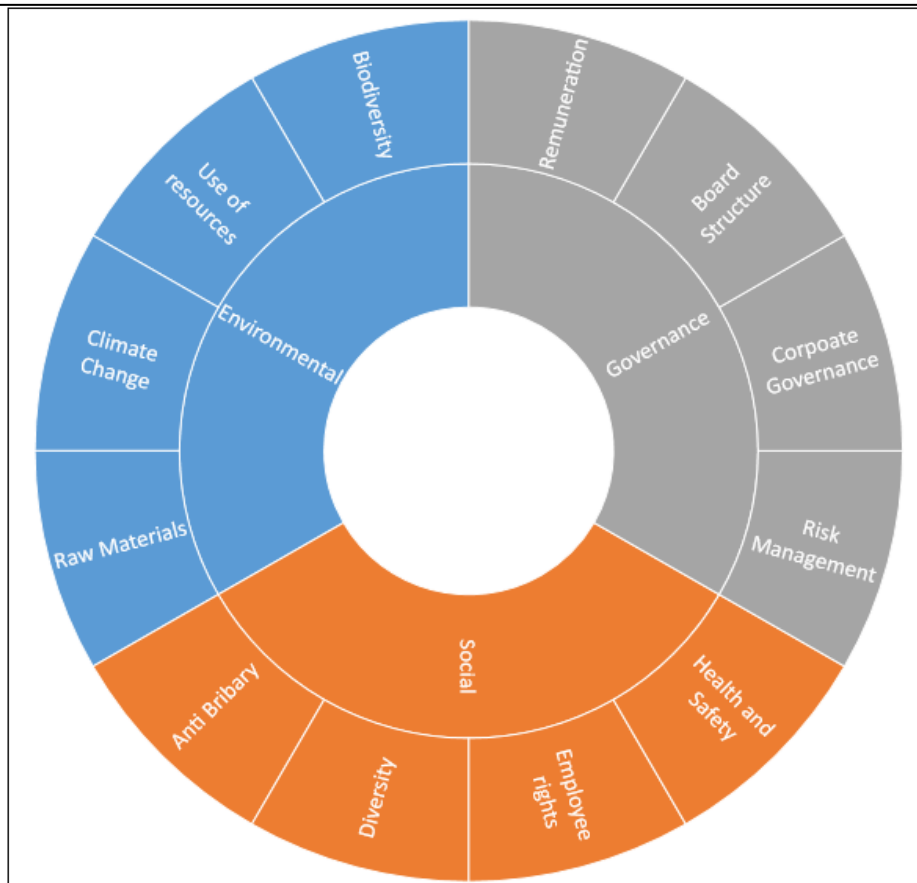 Biodiversity
Remuneration
Use of
resources
Board
Structure
Climate
Change
Environmental
Governance
Corpoate
Governance
Raw Materials
Risk
Management
Social
Anti Bribary
Diversity
Employee
rights
Health and
Safety